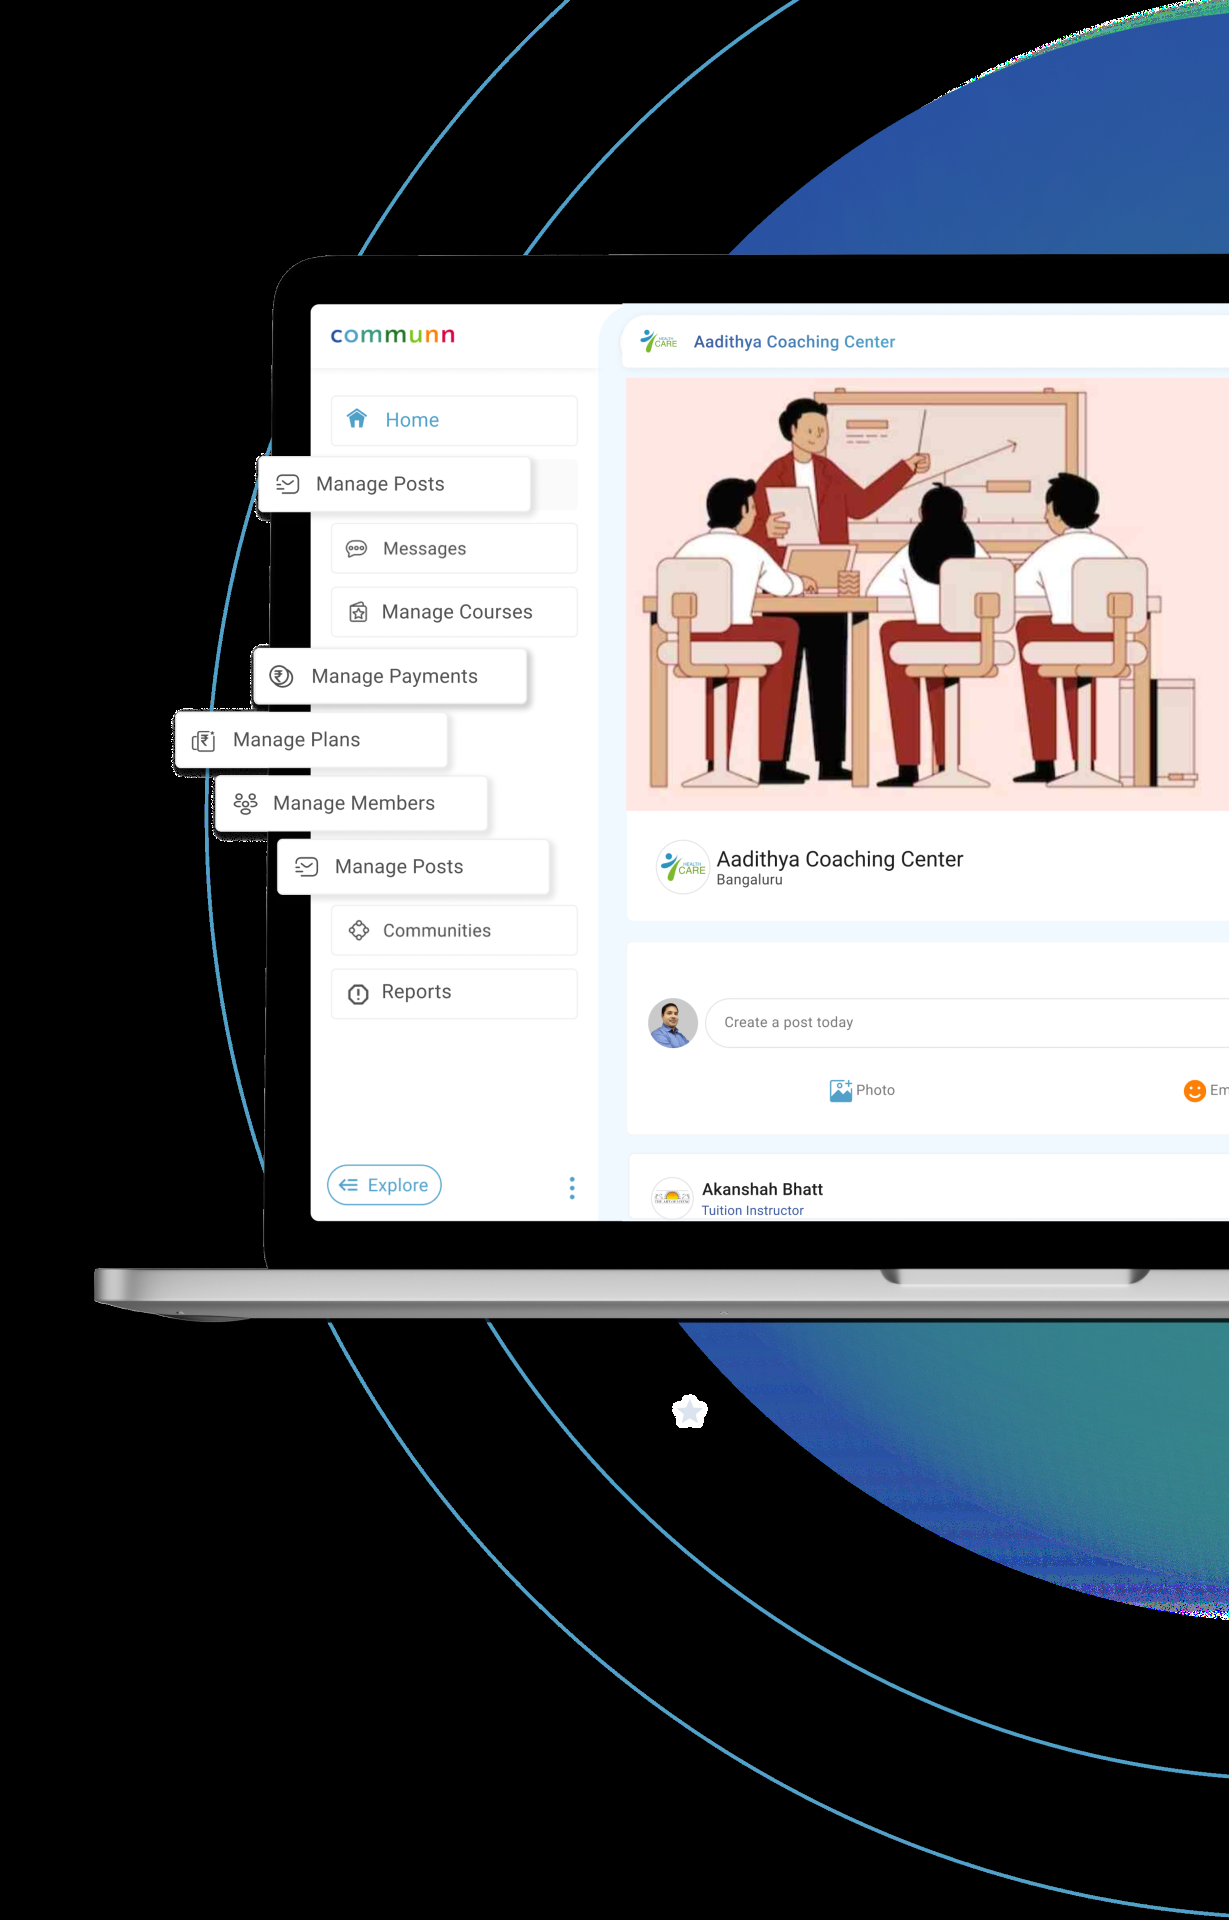 communn
HEALTH
CARE
Aadithya Coaching Center
Home
Manage Posts
Messages
Manage Courses
Manage Payments
Manage Plans
Manage Members
Manage Posts
Communities
Reports
Explore
HEALTH
CARE
Aadithya Coaching Center
Bangaluru
Create a post today
Photo
Em
Akanshah Bhatt
Tuition Instructor